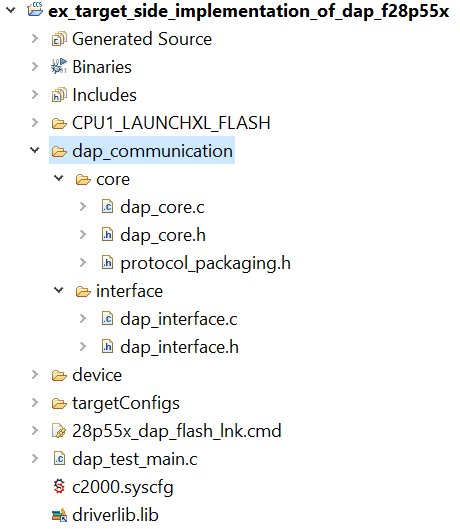 ex_target_side_implementation_of_dap_f28p55x
Generated Source
Binaries
Includes
CPU1_LAUNCHXL_FLASH
dap_communication
core
dap_core.c
dap_core.h
protocol_packaging.h
interface
dap_interface.c
dap_interface.h
device
targetConfigs
28p55x_dap_flash_lnk.cmd
dap_test_main.c
c2000.syscfg
driverlib.lib